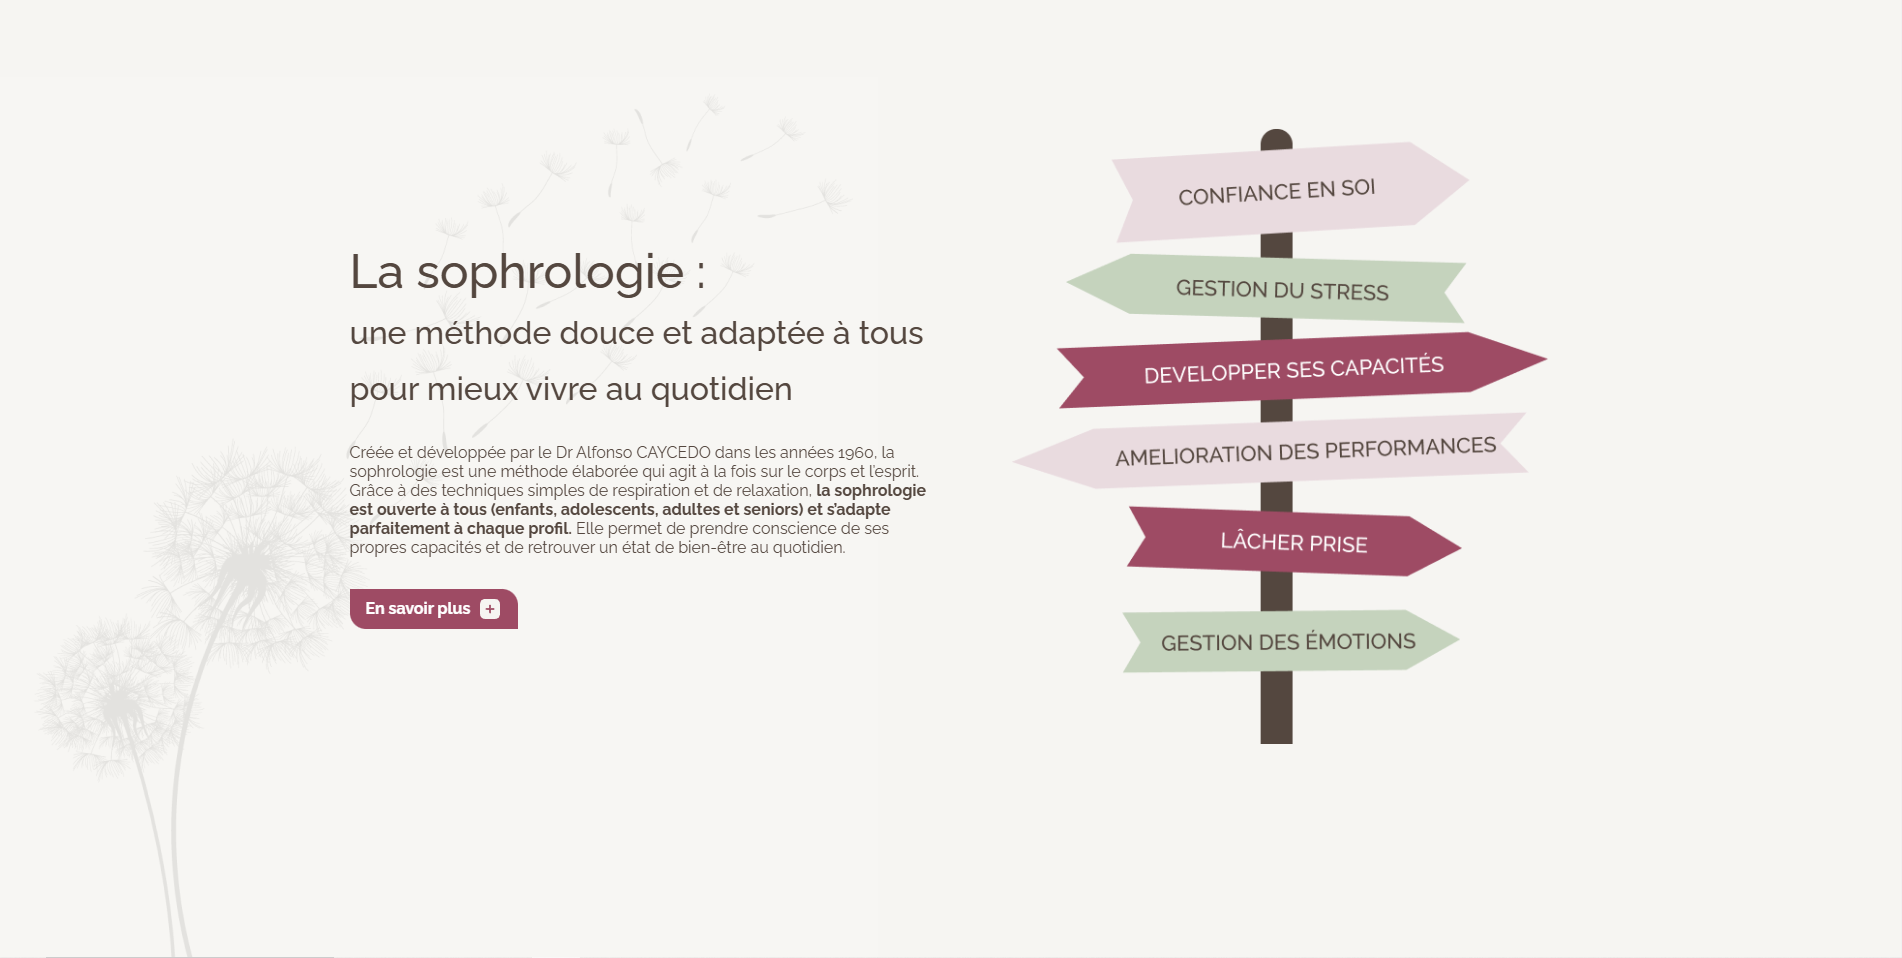 La sophrologie :
une méthode douce et adaptée à tous
pour mieux vivre au quotidien
Créée et développée par le Dr Alfonso CAYCEDO dans les années 1960, la
sophrologie est une méthode élaborée qui agit à la fois sur le corps et l'esprit.
Grâce à des techniques simples de respiration et de relaxation, la sophrologie
est ouverte à tous (enfants, adolescents, adultes et seniors) et s'adapte
parfaitement à chaque profil. Elle permet de prendre conscience de ses
propres capacités et de retrouver un état de bien-être au quotidien.
En savoir plus
CONFIANCE EN SOI
GESTION DU STRESS
DEVELOPPER SES CAPACITÉS
AMELIORATION DES PERFORMANCES
LÂCHER PRISE
GESTION DES ÉMOTIONS